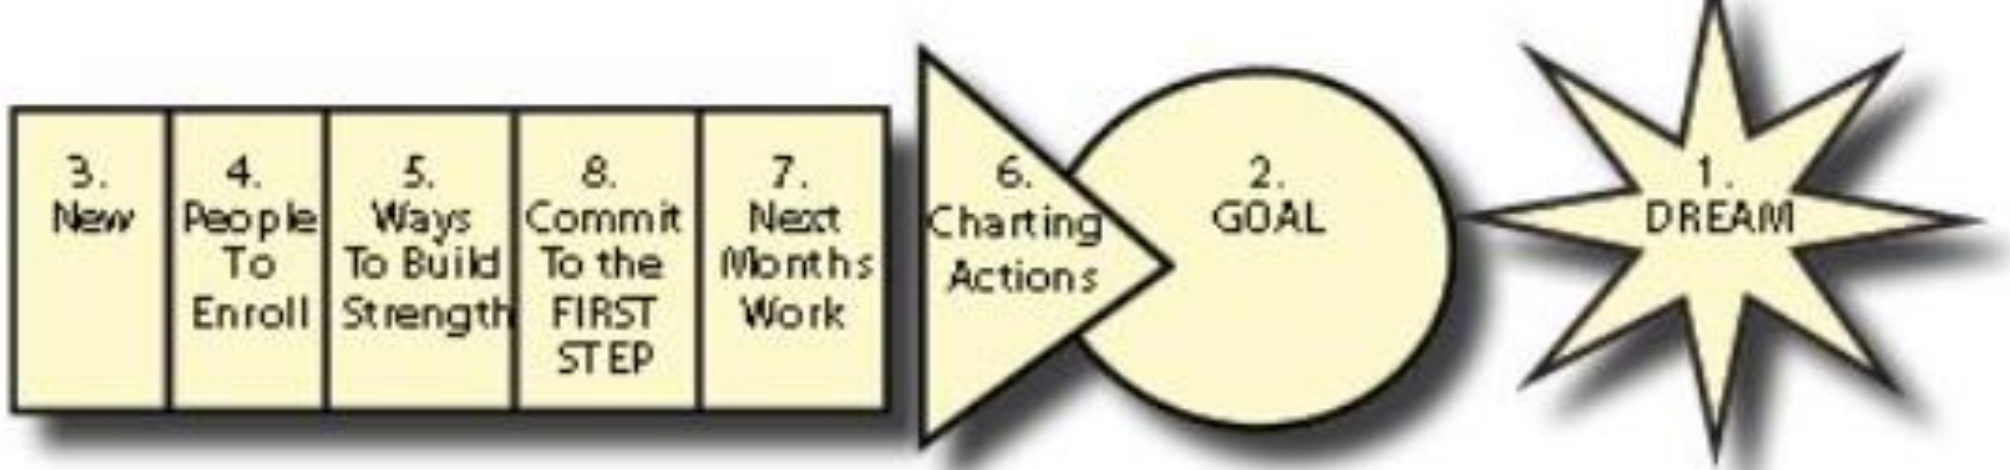 3.
New
4.
People
To
Enroll
5.
Ways
To Build
Strength
8.
Commit
To the
FIRST
STEP
7.
Next
Months
Work
6.
Charting
Actions
2.
GOAL
1.
DREAM